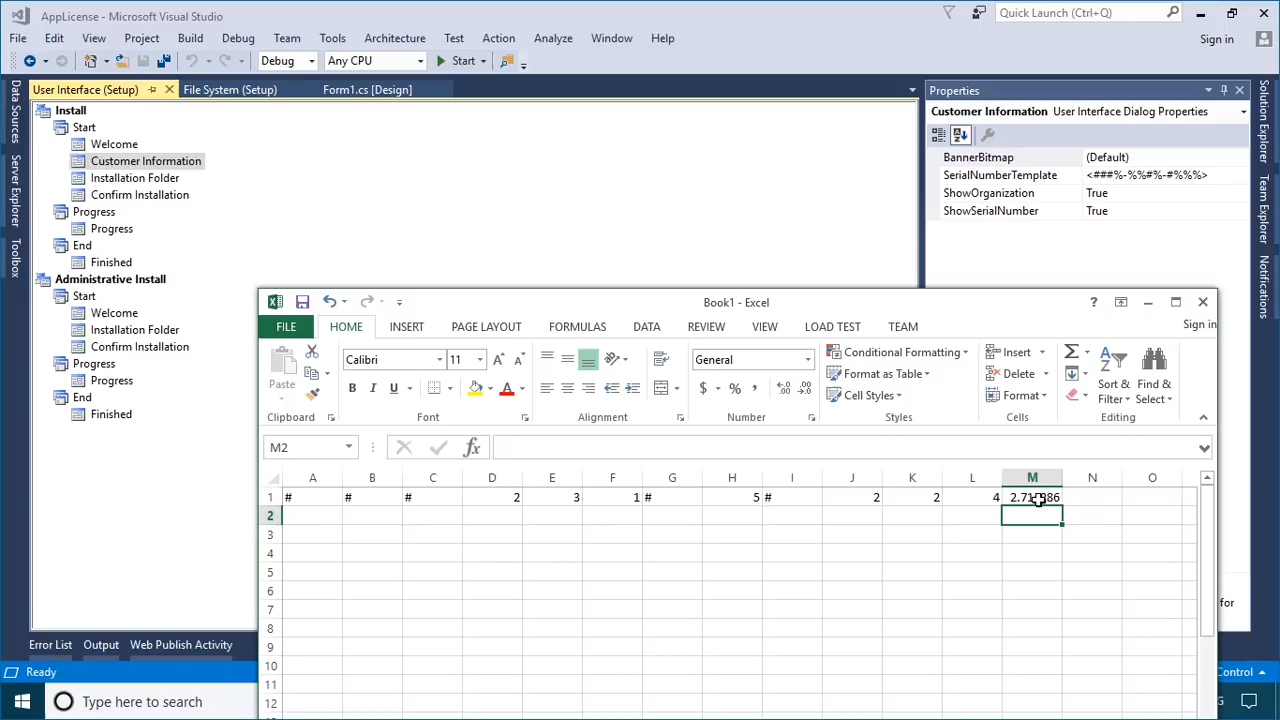 AppLicense - Microsoft Visual Studio
Quick Launch (Ctrl+Q)
File Edit View Project Build Debug Team Tools Architecture Test Action Analyze Window Help
Sign in
Debug Any CPU Start
User Interface (Setup) File System (Setup) Form1.cs [Design]
Properties
Install
Customer Information User Interface Dialog Properties
Start
Welcome
Customer Information
Installation Folder
Confirm Installation
Progress
Progress
End
Finished
Administrative Install
Start
Welcome
Installation Folder
Confirm Installation
Progress
Progress
End
Finished
BannerBitmap (Default)
SerialNumberTemplate <###%-%%#%-#%%%>
ShowOrganization True
ShowSerialNumber True
Data Sources
Server Explorer
Toolbox
Solution Explorer
Team Explorer
Notifications
Book1 - Excel
FILE HOME INSERT PAGE LAYOUT FORMULAS DATA REVIEW VIEW LOAD TEST TEAM
Sign in
Paste
Clipboard
Calibri 11
B I U
Font
Alignment
General
$ % ,
Number
Conditional Formatting
Format as Table
Cell Styles
Styles
Insert
Delete
Format
Cells
Sort & Filter
Find & Select
Editing
M2
fx
A B C D E F G H I J K L M N O
1 # # # 2 3 1 # 5 # 2 2 4
2
3
4
5
6
7
8
9
10
11
12
for
Error List Output Web Publish Activity
Ready
Control
Type here to search
G